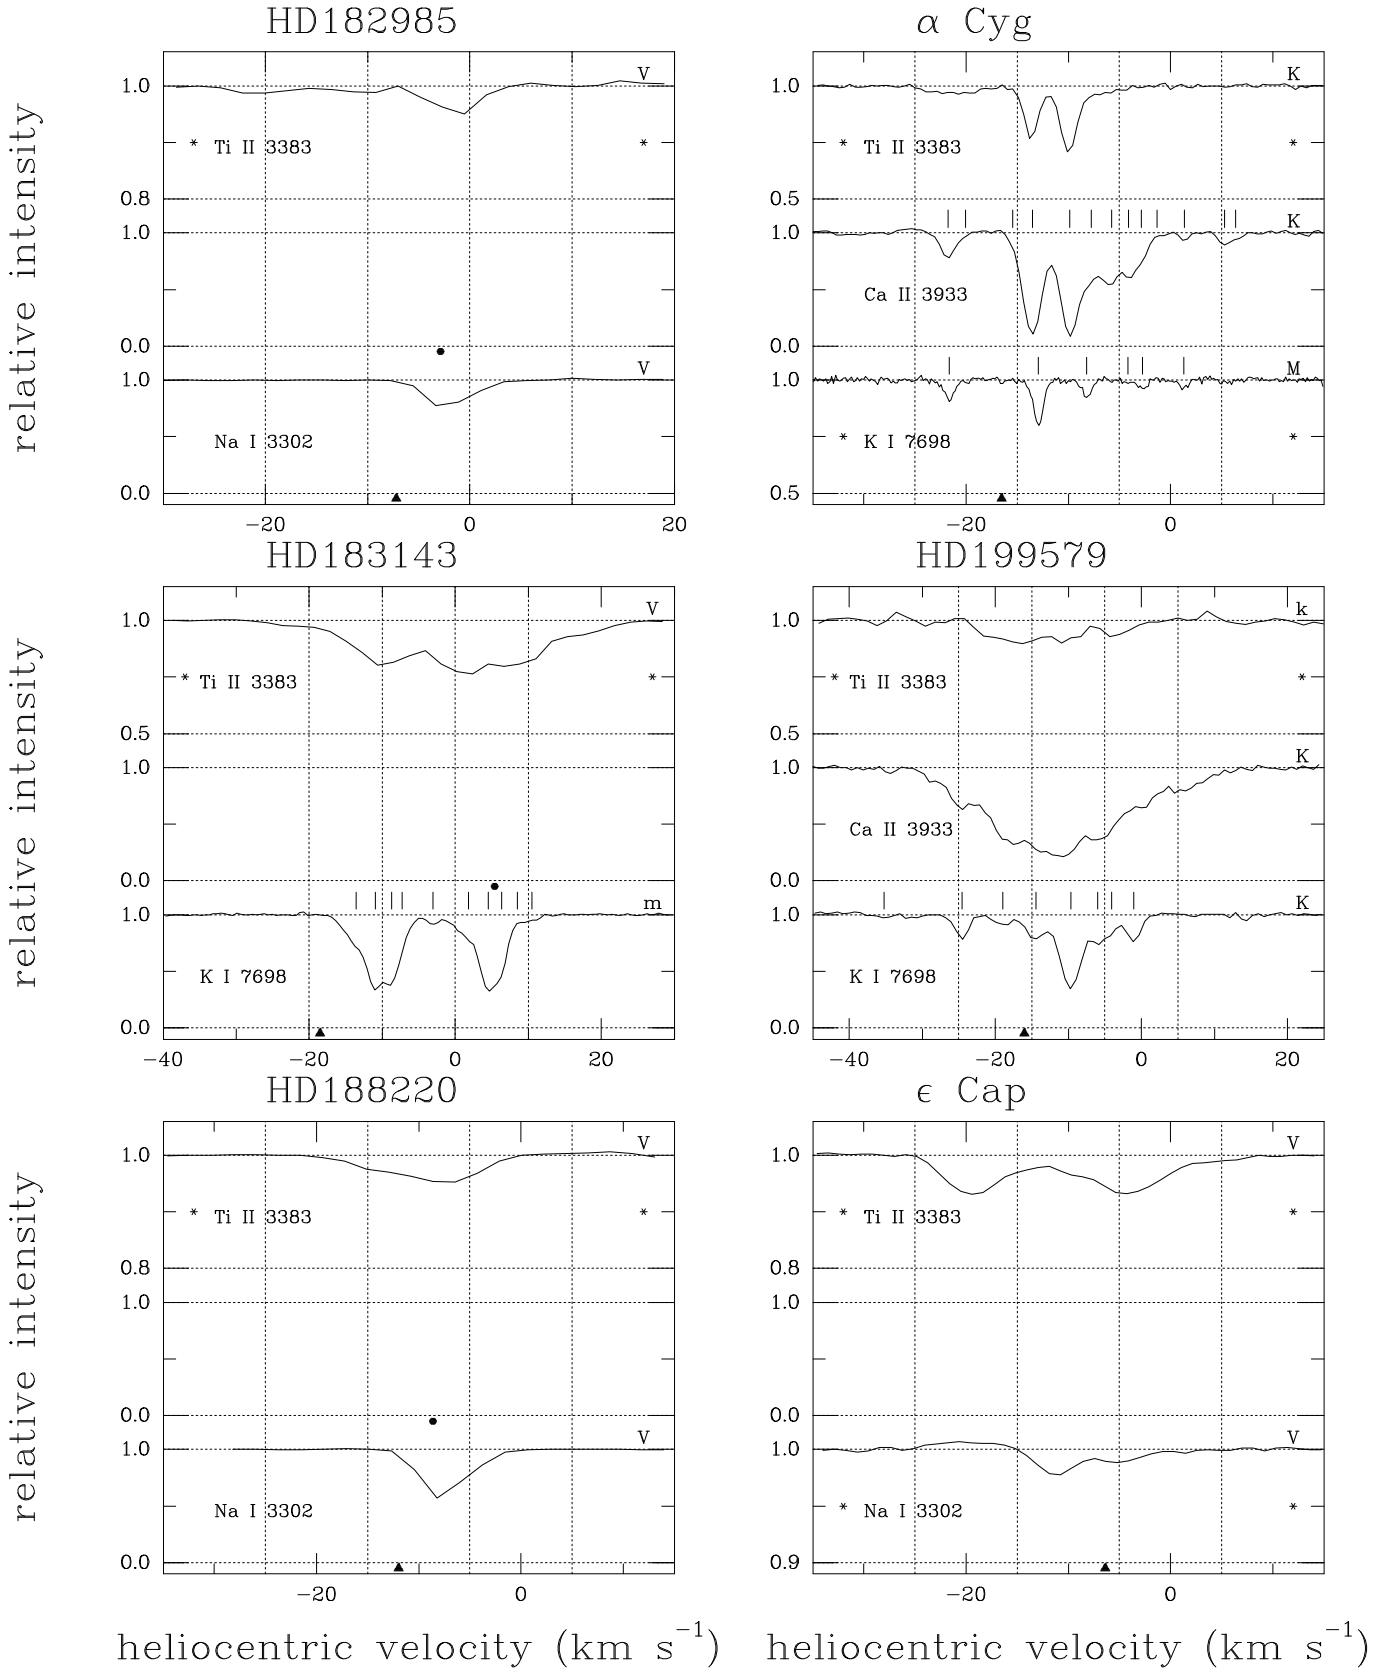 HD182985
relative intensity
V
1.0
* Ti II 3383 *
0.8
1.0
0.0
V
1.0
Na I 3302
0.0
−20 0 20
α Cyg
K
1.0
* Ti II 3383 *
0.5
K
1.0
Ca II 3933
0.0
M
1.0
* K I 7698 *
0.5
−20 0
HD183143
relative intensity
V
1.0
* Ti II 3383 *
0.5
1.0
0.0
m
1.0
K I 7698
0.0
−40 −20 0 20
HD199579
k
1.0
* Ti II 3383 *
0.5
K
1.0
Ca II 3933
0.0
K
1.0
K I 7698
0.0
−40 −20 0 20
HD188220
relative intensity
V
1.0
* Ti II 3383 *
0.8
1.0
0.0
V
1.0
Na I 3302
0.0
−20 0
heliocentric velocity (km s⁻¹)
ϵ Cap
V
1.0
* Ti II 3383 *
0.8
1.0
0.0
V
1.0
* Na I 3302 *
0.9
−20 0
heliocentric velocity (km s⁻¹)